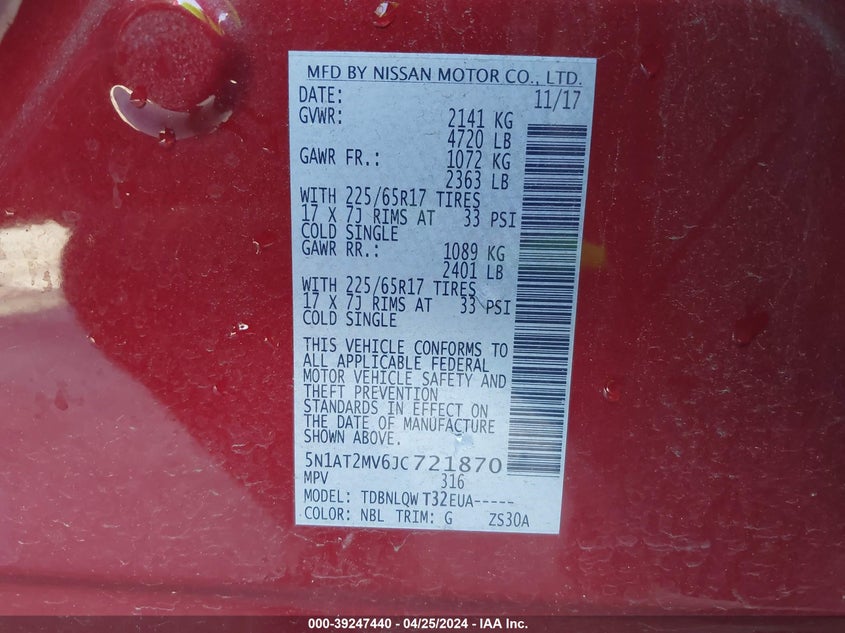 MFD BY NISSAN MOTOR CO., LTD.
DATE: 11/17
GVWR: 2141 KG
4720 LB
GAWR FR.: 1072 KG
2363 LB
WITH 225/65R17 TIRES
17 X 7J RIMS AT 33 PSI
COLD SINGLE
GAWR RR.: 1089 KG
2401 LB
WITH 225/65R17 TIRES
17 X 7J RIMS AT 33 PSI
COLD SINGLE
THIS VEHICLE CONFORMS TO
ALL APPLICABLE FEDERAL
MOTOR VEHICLE SAFETY AND
THEFT PREVENTION
STANDARDS IN EFFECT ON
THE DATE OF MANUFACTURE
SHOWN ABOVE.
5N1AT2MV6JC721870
MPV 316
MODEL: TDBNLQW T32EUA-----
COLOR: NBL TRIM: G ZS30A
000-39247440 - 04/25/2024 - IAA Inc.